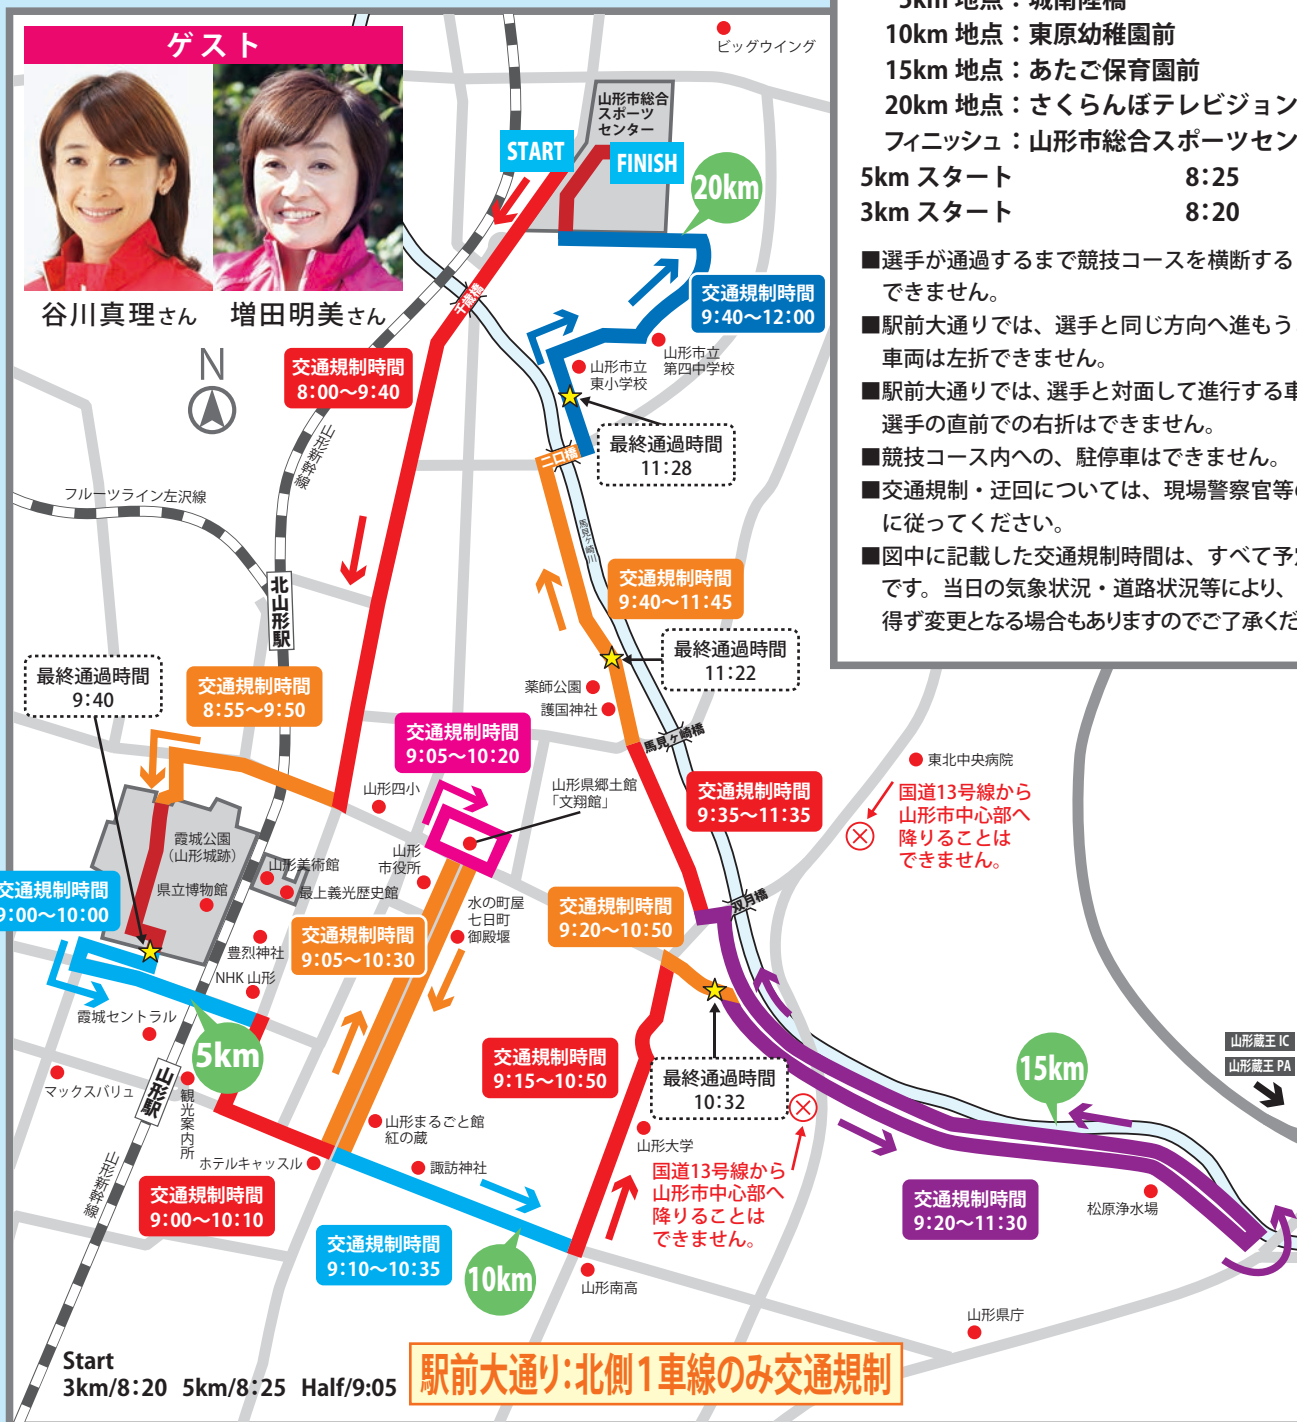 ゲスト
谷川真理さん
増田明美さん
N
ビッグウイング
山形市総合
スポーツ
センター
START
FINISH
20km
千歳橋
交通規制時間
9:40〜12:00
山形市立
第四中学校
山形市立
東小学校
交通規制時間
8:00〜9:40
山形新幹線
最終通過時間
11:28
二口橋
フルーツライン左沢線
北山形駅
交通規制時間
9:40〜11:45
最終通過時間
11:22
薬師公園
護国神社
馬見ヶ崎橋
馬見ヶ崎川
最終通過時間
9:40
交通規制時間
8:55〜9:50
交通規制時間
9:05〜10:20
山形四小
山形県郷土館
「文翔館」
交通規制時間
9:35〜11:35
東北中央病院
国道13号線から
山形市中心部へ
降りることは
できません。
霞城公園
(山形城跡)
県立博物館
山形美術館
最上義光歴史館
山形
市役所
水の町屋
七日町
御殿堰
交通規制時間
9:00〜10:00
豊烈神社
NHK 山形
交通規制時間
9:05〜10:30
交通規制時間
9:20〜10:50
双月橋
霞城セントラル
5km
マックスバリュ
山形駅
観光案内所
山形まるごと館
紅の蔵
ホテルキャッスル
諏訪神社
交通規制時間
9:15〜10:50
最終通過時間
10:32
山形大学
国道13号線から
山形市中心部へ
降りることは
できません。
15km
山形蔵王 IC
山形蔵王 PA
山形新幹線
交通規制時間
9:00〜10:10
交通規制時間
9:10〜10:35
10km
山形南高
交通規制時間
9:20〜11:30
松原浄水場
山形県庁
Start
3km/8:20 5km/8:25 Half/9:05
駅前大通り:北側1車線のみ交通規制
5km 地点:城南陸橋
10km 地点:東原幼稚園前
15km 地点:あたご保育園前
20km 地点:さくらんぼテレビジョン
フィニッシュ:山形市総合スポーツセン
5km スタート 8:25
3km スタート 8:20
■選手が通過するまで競技コースを横断する
できません。
■駅前大通りでは、選手と同じ方向へ進もう
車両は左折できません。
■駅前大通りでは、選手と対面して進行する車
選手の直前での右折はできません。
■競技コース内への、駐停車はできません。
■交通規制・迂回については、現場警察官等の
に従ってください。
■図中に記載した交通規制時間は、すべて予定
です。当日の気象状況・道路状況等により、
得ず変更となる場合もありますのでご了承くだ